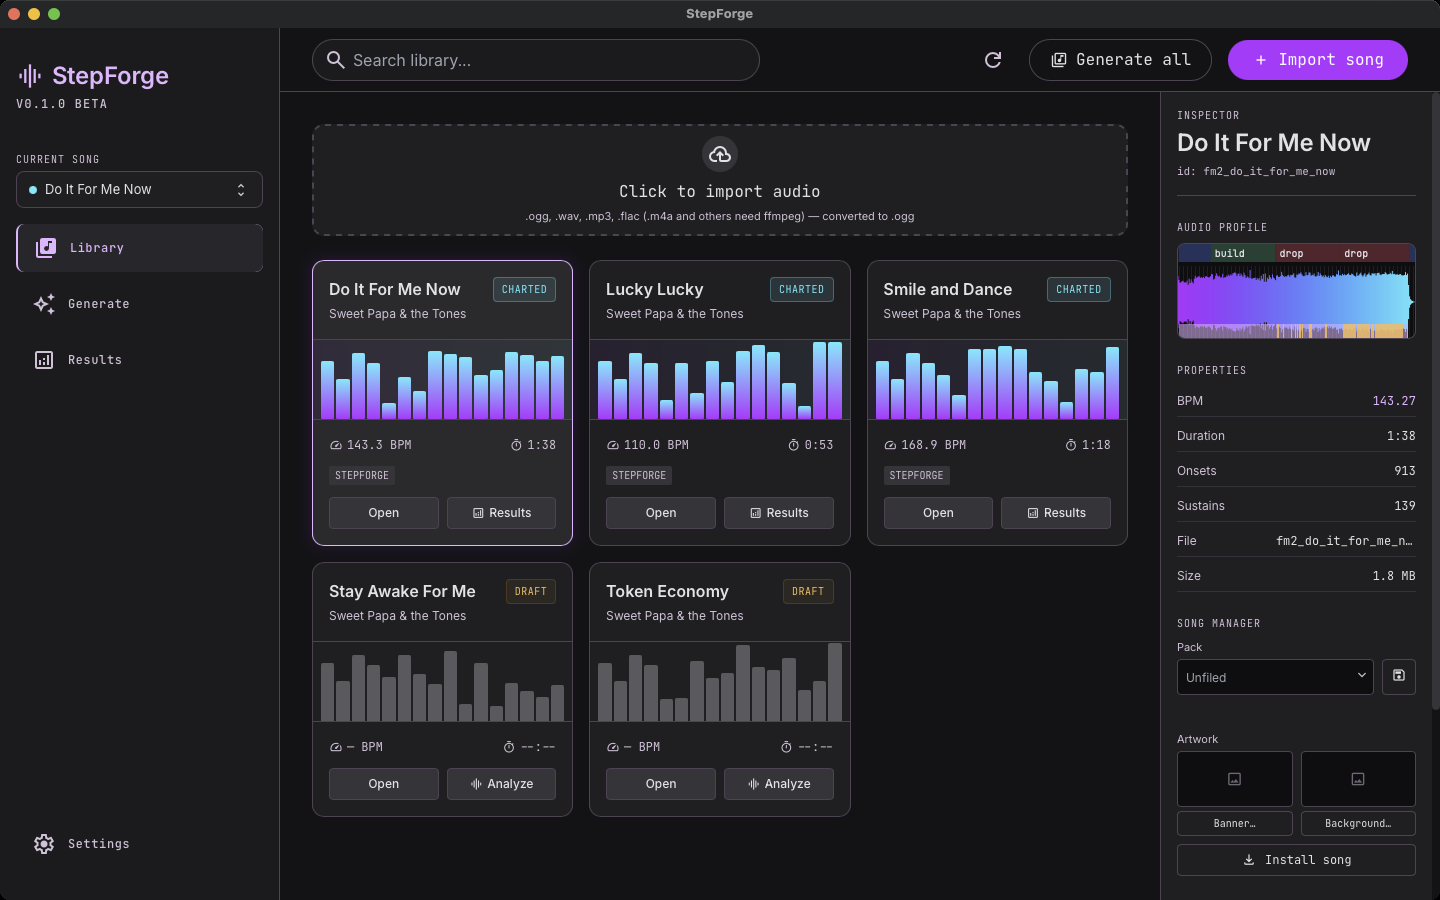 StepForge
StepForge
V0.1.0 BETA
CURRENT SONG
Do It For Me Now
Library
Generate
Results
Settings
Search library...
Generate all
+ Import song
Click to import audio
.ogg, .wav, .mp3, .flac (.m4a and others need ffmpeg) — converted to .ogg
Do It For Me Now
CHARTED
Sweet Papa & the Tones
143.3 BPM
1:38
STEPFORGE
Open
Results
Lucky Lucky
CHARTED
Sweet Papa & the Tones
110.0 BPM
0:53
STEPFORGE
Open
Results
Smile and Dance
CHARTED
Sweet Papa & the Tones
168.9 BPM
1:18
STEPFORGE
Open
Results
Stay Awake For Me
DRAFT
Sweet Papa & the Tones
— BPM
--:--
Open
Analyze
Token Economy
DRAFT
Sweet Papa & the Tones
— BPM
--:--
Open
Analyze
INSPECTOR
Do It For Me Now
id: fm2_do_it_for_me_now
AUDIO PROFILE
build drop drop
PROPERTIES
BPM 143.27
Duration 1:38
Onsets 913
Sustains 139
File fm2_do_it_for_me_n…
Size 1.8 MB
SONG MANAGER
Pack
Unfiled
Artwork
Banner…
Background…
Install song